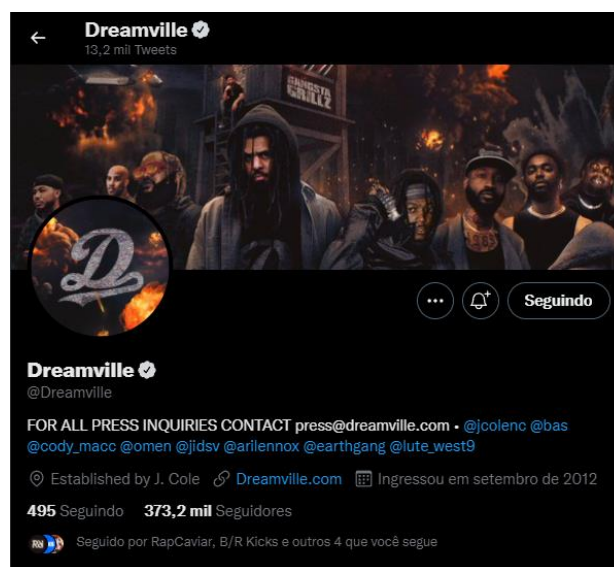 Dreamville
13,2 mil Tweets
GANGSTA
GRILLZ
D
Seguindo
Dreamville
@Dreamville
FOR ALL PRESS INQUIRIES CONTACT press@dreamville.com • @jcolenc @bas
@cody_macc @omen @jidsv @arilennox @earthgang @lute_west9
Established by J. Cole Dreamville.com Ingressou em setembro de 2012
495 Seguindo 373,2 mil Seguidores
Seguido por RapCaviar, B/R Kicks e outros 4 que você segue